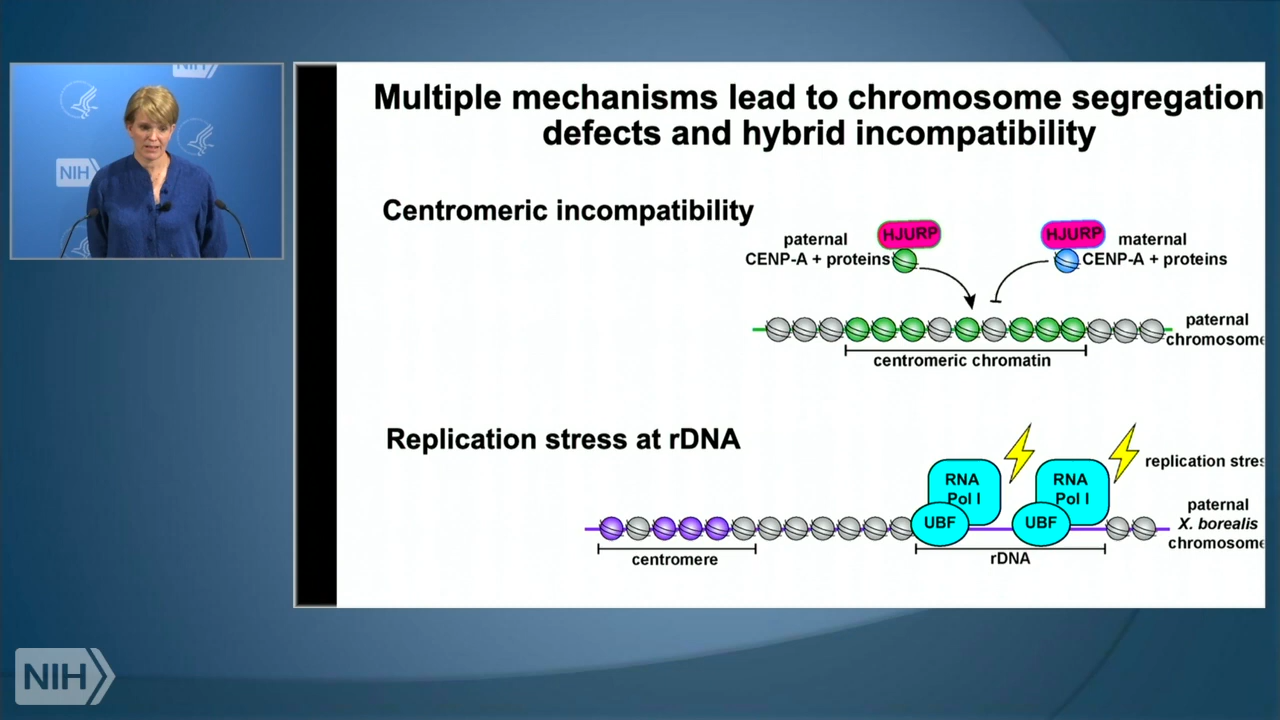 NIH
NIH
Multiple mechanisms lead to chromosome segregation
defects and hybrid incompatibility
Centromeric incompatibility
paternal
CENP-A + proteins
HJURP
HJURP
maternal
CENP-A + proteins
paternal
chromosome
centromeric chromatin
Replication stress at rDNA
RNA
Pol I
UBF
RNA
Pol I
UBF
replication stres
paternal
X. borealis
chromosome
centromere
rDNA
NIH